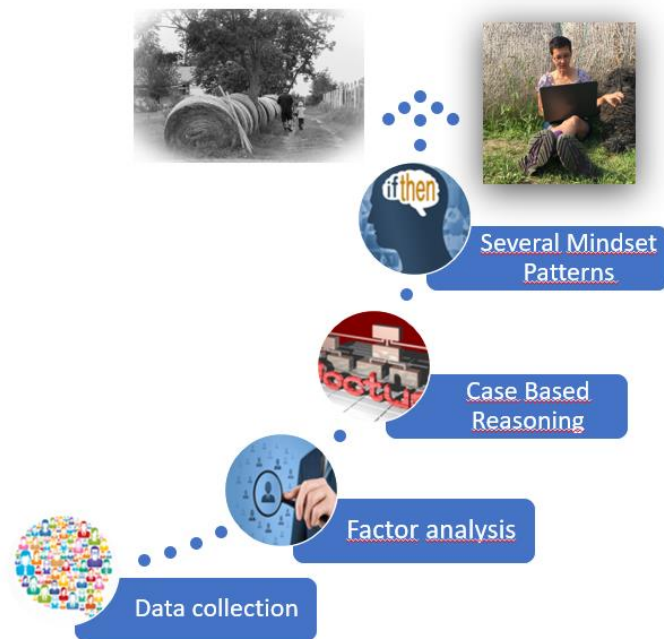 if then
Several Mindset
Patterns
Case Based
Reasoning
Factor analysis
Data collection